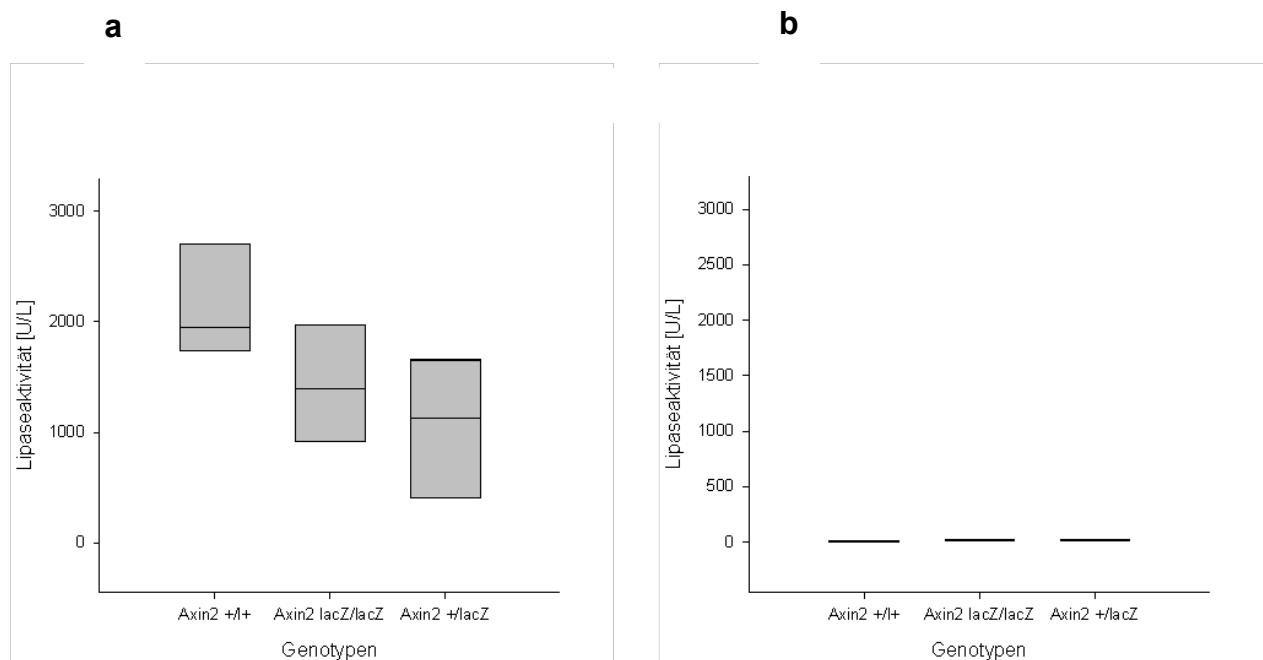 a
3000
2000
1000
0
Lipaseaktivität [U/L]
Axin2 +/l+ Axin2 lacZ/lacZ Axin2 +/lacZ
Genotypen
b
3000
2500
2000
1500
1000
500
0
Lipaseaktivität [U/L]
Axin2 +/l+ Axin2 lacZ/lacZ Axin2 +/lacZ
Genotypen